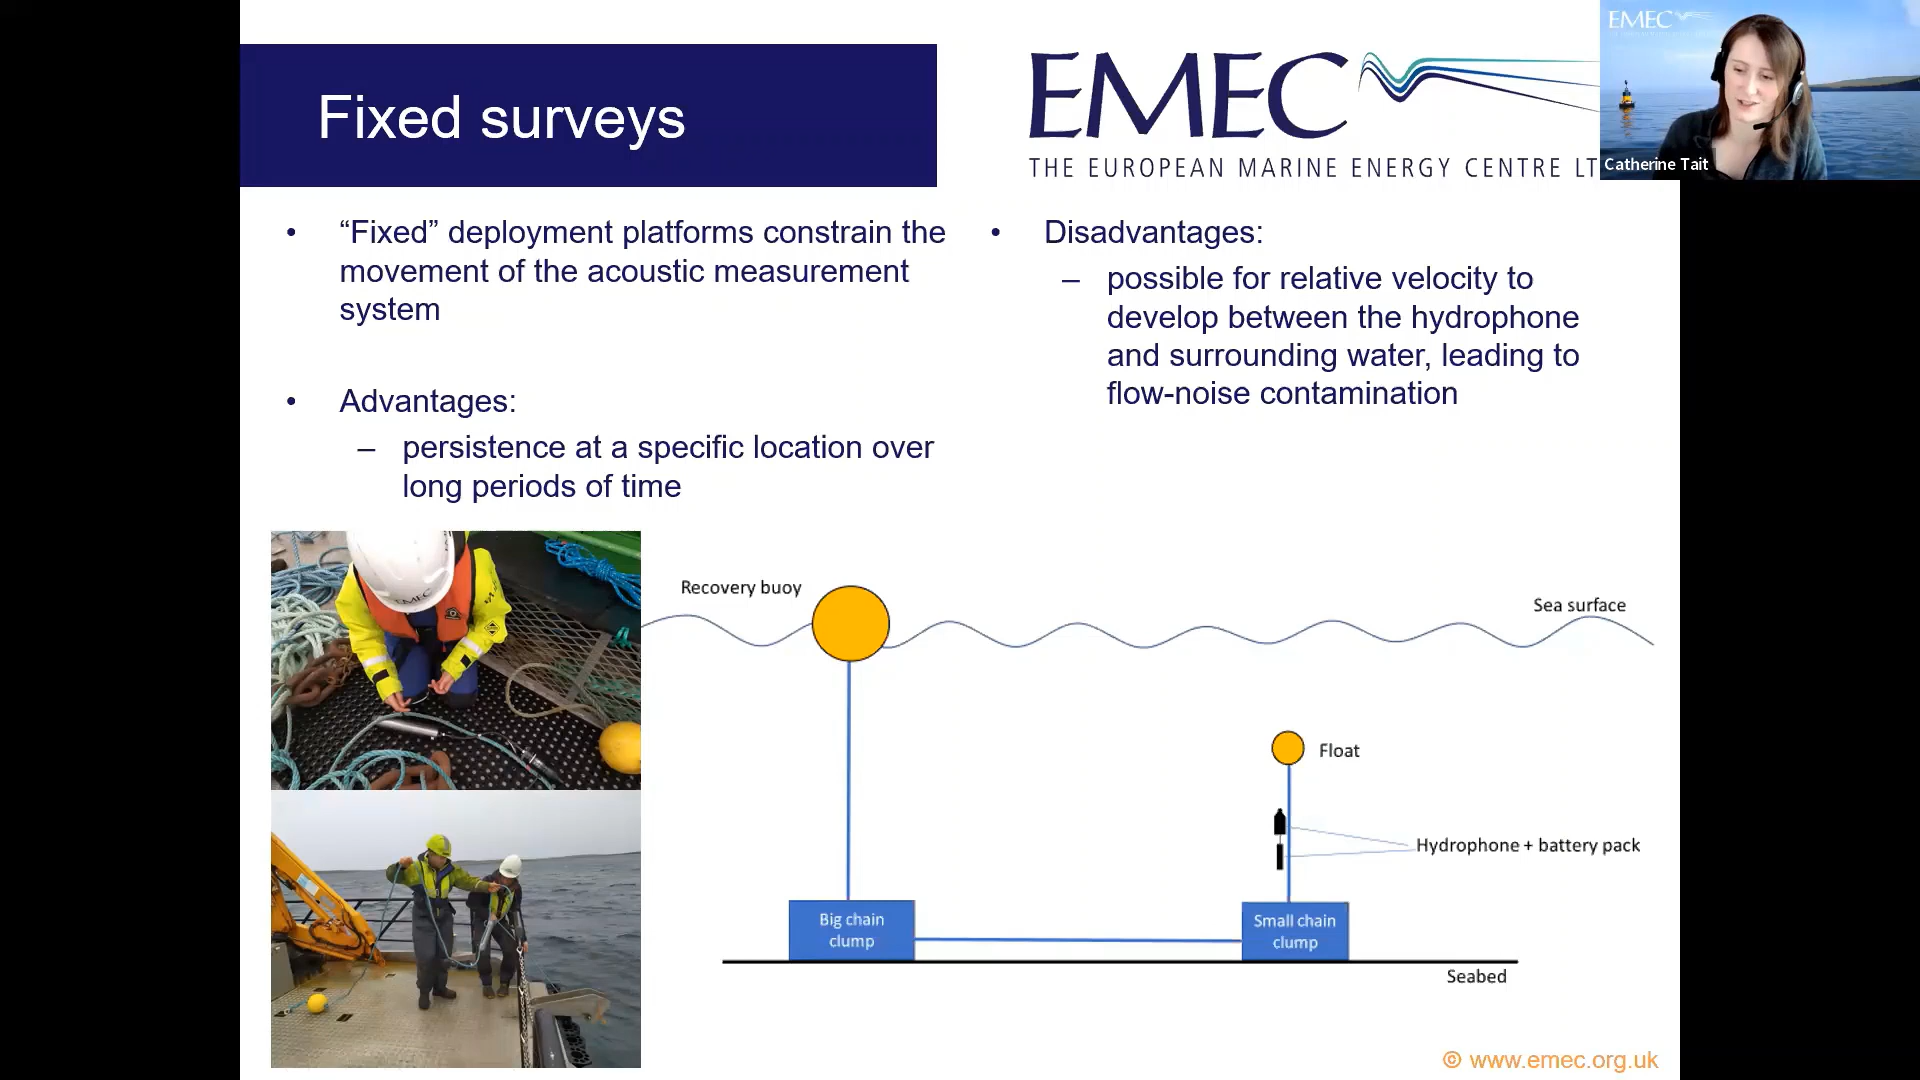 Fixed surveys
EMEC
THE EUROPEAN MARINE ENERGY CENTRE LT
EMEC
Catherine Tait
• “Fixed” deployment platforms constrain the
movement of the acoustic measurement
system
• Advantages:
– persistence at a specific location over
long periods of time
• Disadvantages:
– possible for relative velocity to
develop between the hydrophone
and surrounding water, leading to
flow-noise contamination
EMEC
Recovery buoy
Sea surface
Float
Hydrophone + battery pack
Big chain
clump
Small chain
clump
Seabed
© www.emec.org.uk